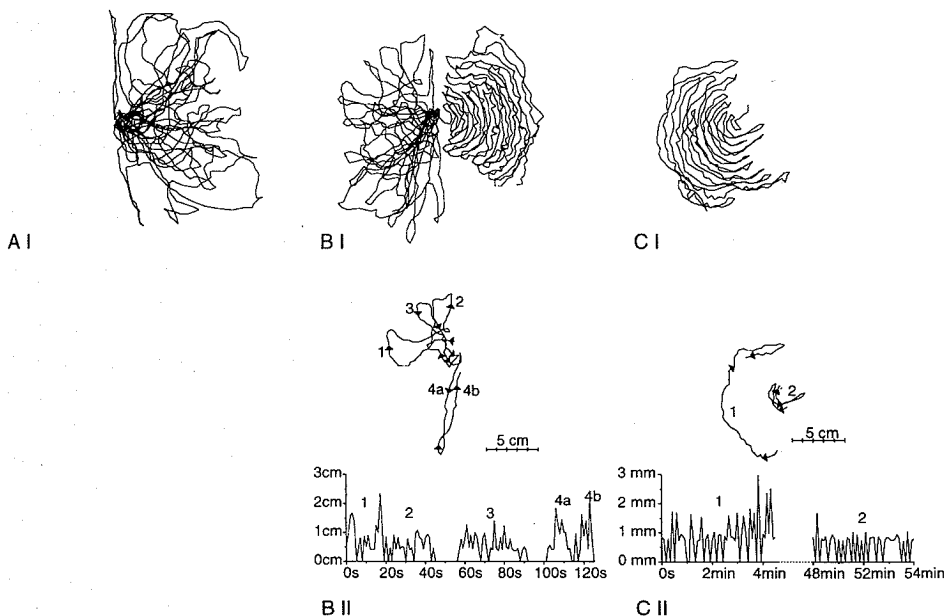 A I
B I
C I
3
2
1
4a
4b
5 cm
1
2
5 cm
3cm
2cm
1cm
0cm
1
2
3
4a
4b
0s
20s
40s
60s
80s
100s
120s
B II
3 mm
2 mm
1 mm
0 mm
1
2
0s
2min
4min
48min
52min
54min
C II